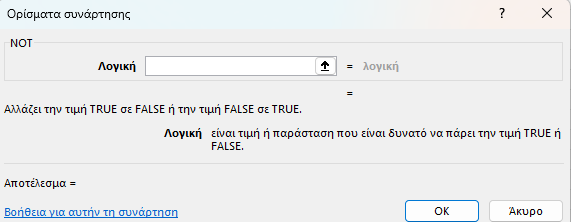 Ορίσματα συνάρτησης
NOT
Λογική = λογική
=
Αλλάζει την τιμή TRUE σε FALSE ή την τιμή FALSE σε TRUE.
Λογική είναι τιμή ή παράσταση που είναι δυνατό να πάρει την τιμή TRUE ή
FALSE.
Αποτέλεσμα =
Βοήθεια για αυτήν τη συνάρτηση
OK Άκυρο